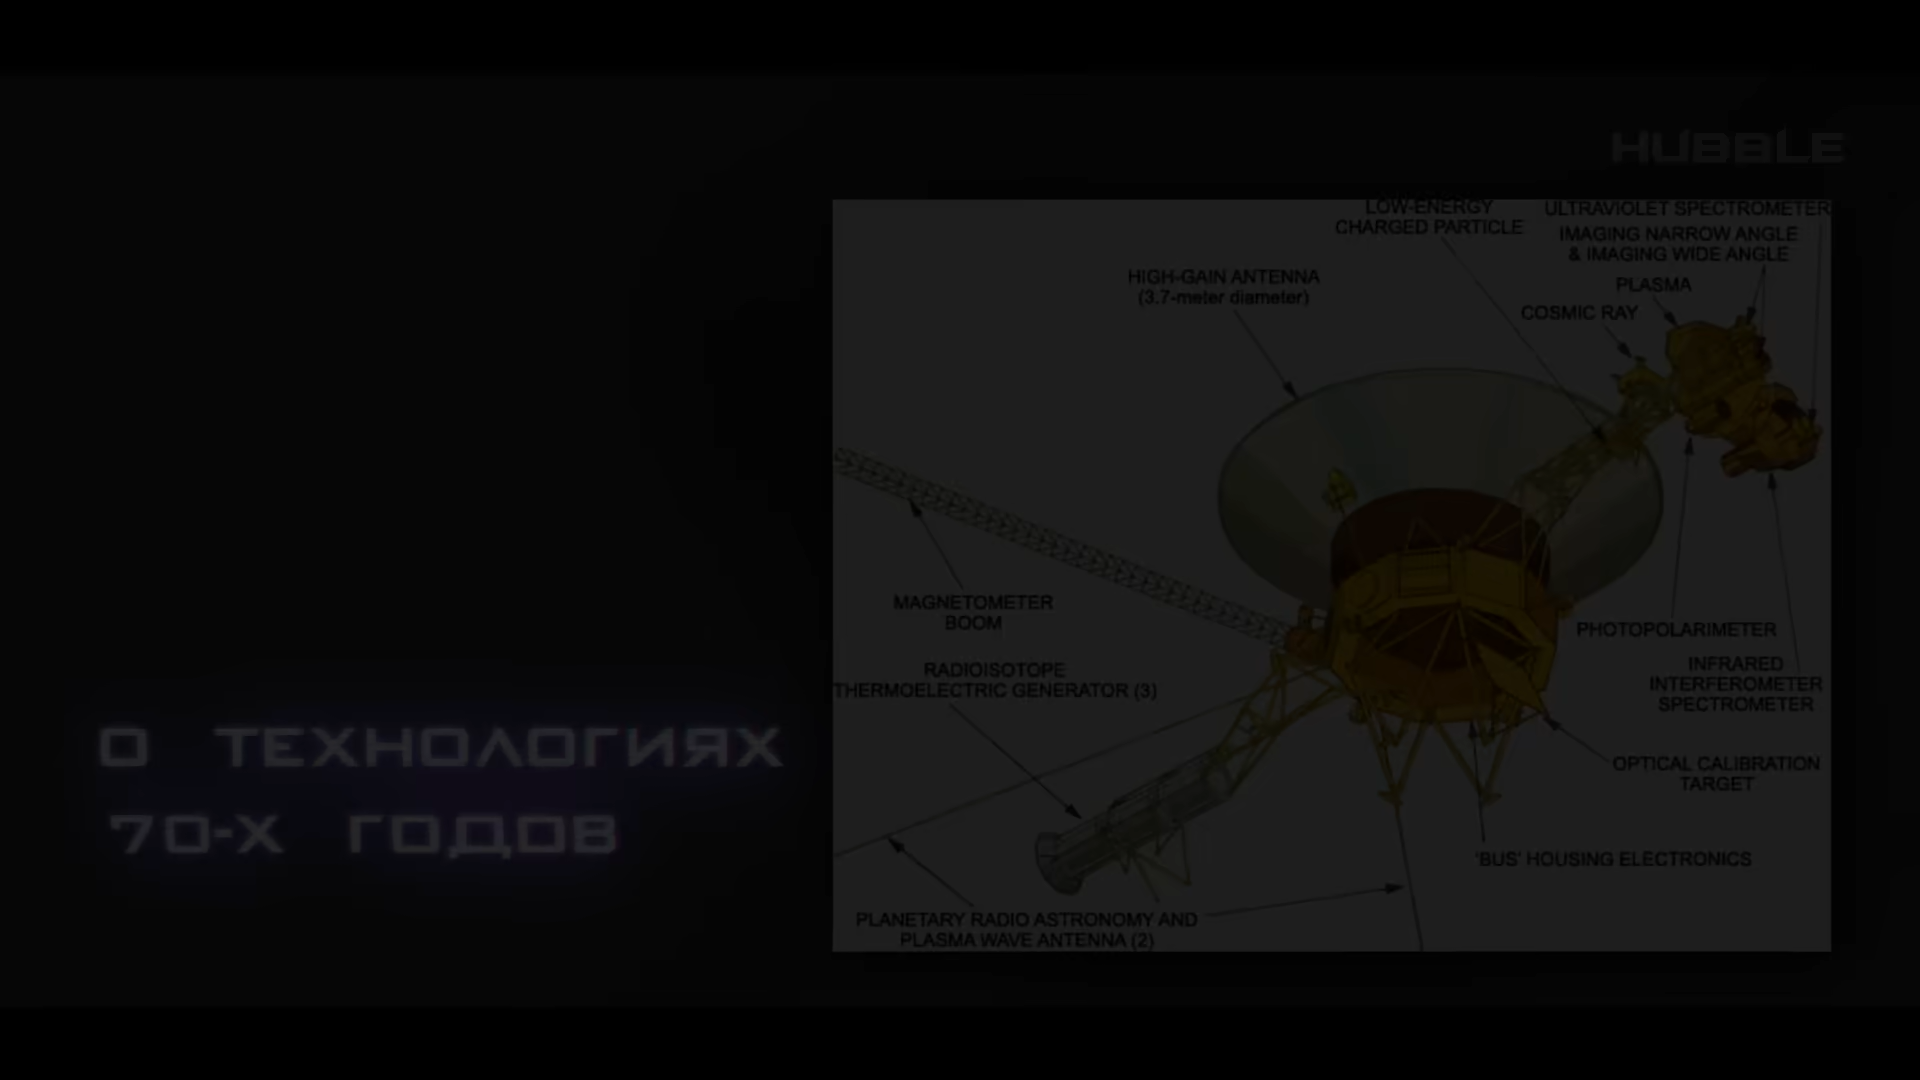 HUBBLE
LOW-ENERGY
CHARGED PARTICLE
ULTRAVIOLET SPECTROMETER
IMAGING NARROW ANGLE
& IMAGING WIDE ANGLE
HIGH-GAIN ANTENNA
(3.7-meter diameter)
PLASMA
COSMIC RAY
MAGNETOMETER
BOOM
PHOTOPOLARIMETER
RADIOISOTOPE
THERMOELECTRIC GENERATOR (3)
INFRARED
INTERFEROMETER
SPECTROMETER
О ТЕХНОЛОГИЯХ
70-Х ГОДОВ
OPTICAL CALIBRATION
TARGET
'BUS' HOUSING ELECTRONICS
PLANETARY RADIO ASTRONOMY AND
PLASMA WAVE ANTENNA (2)